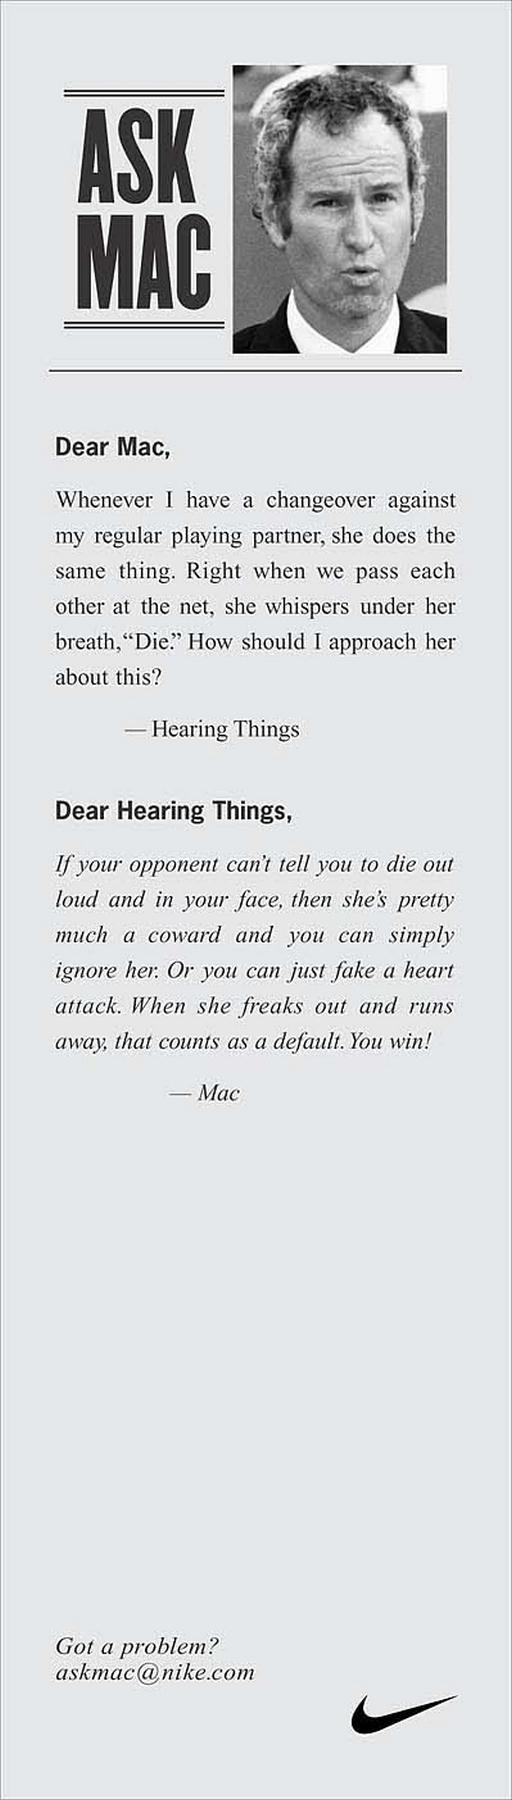 ASK
MAC
Dear Mac,
Whenever I have a changeover against
my regular playing partner, she does the
same thing. Right when we pass each
other at the net, she whispers under her
breath,“Die.” How should I approach her
about this?
— Hearing Things
Dear Hearing Things,
If your opponent can’t tell you to die out
loud and in your face, then she’s pretty
much a coward and you can simply
ignore her. Or you can just fake a heart
attack. When she freaks out and runs
away, that counts as a default. You win!
— Mac
Got a problem?
askmac@nike.com